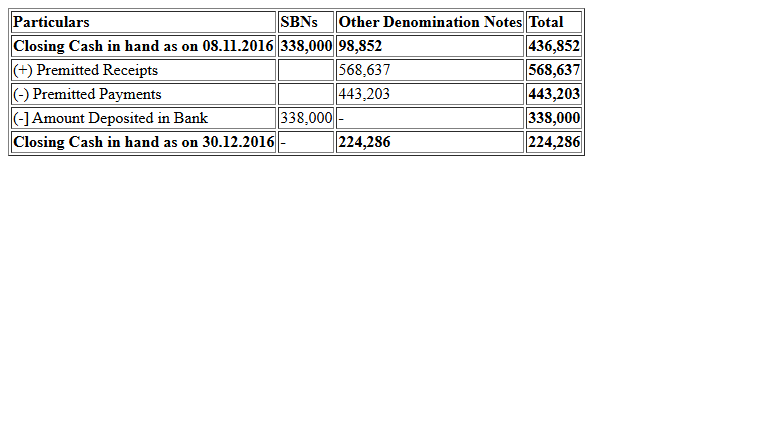 Particulars SBNs Other Denomination Notes Total
Closing Cash in hand as on 08.11.2016 338,000 98,852 436,852
(+) Premitted Receipts 568,637 568,637
(-) Premitted Payments 443,203 443,203
(-] Amount Deposited in Bank 338,000 - 338,000
Closing Cash in hand as on 30.12.2016 - 224,286 224,286